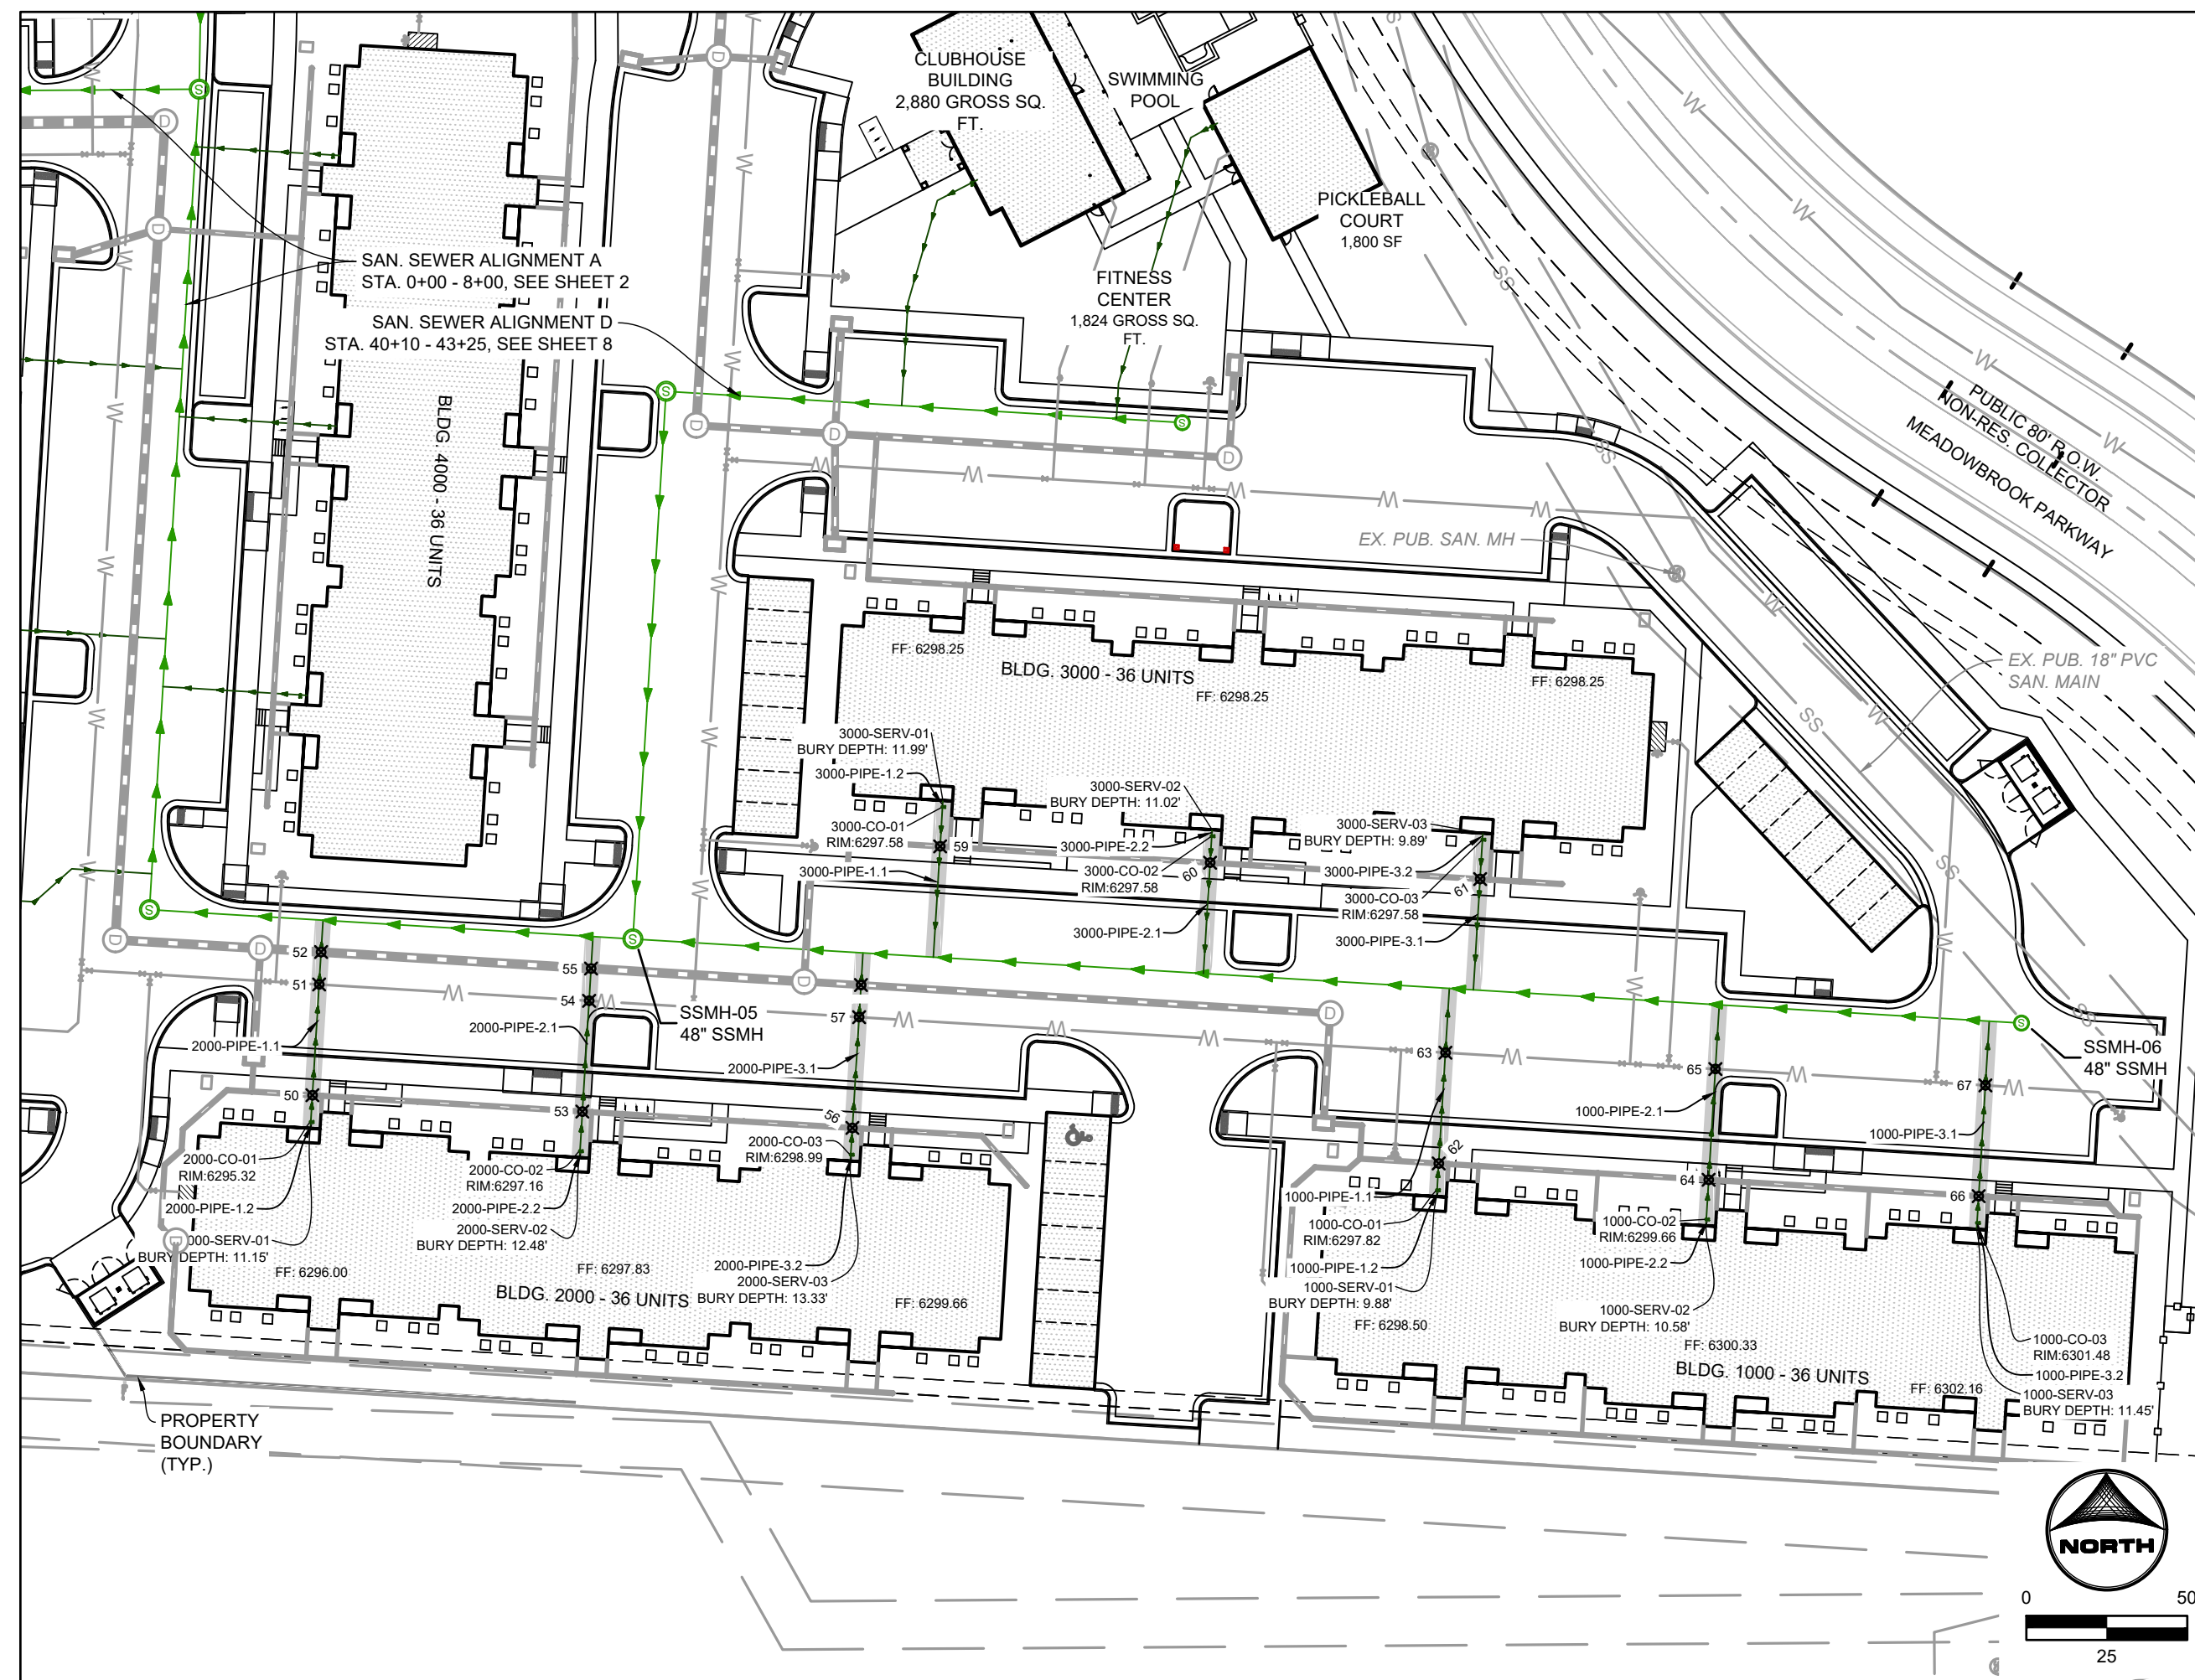 CLUBHOUSE
BUILDING
2,880 GROSS SQ.
FT.
SWIMMING
POOL
PICKLEBALL
COURT
1,800 SF
FITNESS
CENTER
1,824 GROSS SQ.
FT.
SAN. SEWER ALIGNMENT A
STA. 0+00 - 8+00, SEE SHEET 2
SAN. SEWER ALIGNMENT D
STA. 40+10 - 43+25, SEE SHEET 8
BLDG 4000 - 36 UNITS
PUBLIC 80' R.O.W.
NON-RES. COLLECTOR
MEADOWBROOK PARKWAY
EX. PUB. SAN. MH
EX. PUB. 18" PVC
SAN. MAIN
FF: 6298.25
BLDG. 3000 - 36 UNITS
FF: 6298.25
FF: 6298.25
3000-SERV-01
BURY DEPTH: 11.99'
3000-PIPE-1.2
3000-CO-01
RIM:6297.58
59
3000-PIPE-1.1
3000-SERV-02
BURY DEPTH: 11.02'
3000-PIPE-2.2
3000-CO-02
RIM:6297.58
60
3000-PIPE-2.1
3000-SERV-03
BURY DEPTH: 9.89'
3000-PIPE-3.2
61
3000-CO-03
RIM:6297.58
3000-PIPE-3.1
52
51
55
54
57
63
65
67
SSMH-05
48" SSMH
SSMH-06
48" SSMH
2000-PIPE-1.1
2000-PIPE-2.1
2000-PIPE-3.1
50
53
56
2000-CO-01
RIM:6295.32
2000-PIPE-1.2
000-SERV-01
BURY DEPTH: 11.15'
FF: 6296.00
2000-CO-02
RIM:6297.16
2000-PIPE-2.2
2000-SERV-02
BURY DEPTH: 12.48'
FF: 6297.83
2000-CO-03
RIM:6298.99
2000-PIPE-3.2
2000-SERV-03
BURY DEPTH: 13.33'
FF: 6299.66
BLDG. 2000 - 36 UNITS
62
64
66
1000-PIPE-2.1
1000-PIPE-3.1
1000-PIPE-1.1
1000-CO-01
RIM:6297.82
1000-PIPE-1.2
1000-SERV-01
BURY DEPTH: 9.88'
FF: 6298.50
1000-CO-02
RIM:6299.66
1000-PIPE-2.2
1000-SERV-02
BURY DEPTH: 10.58'
FF: 6300.33
BLDG. 1000 - 36 UNITS
FF: 6302.16
1000-CO-03
RIM:6301.48
1000-PIPE-3.2
1000-SERV-03
BURY DEPTH: 11.45'
PROPERTY
BOUNDARY
(TYP.)
NORTH
0 50
25